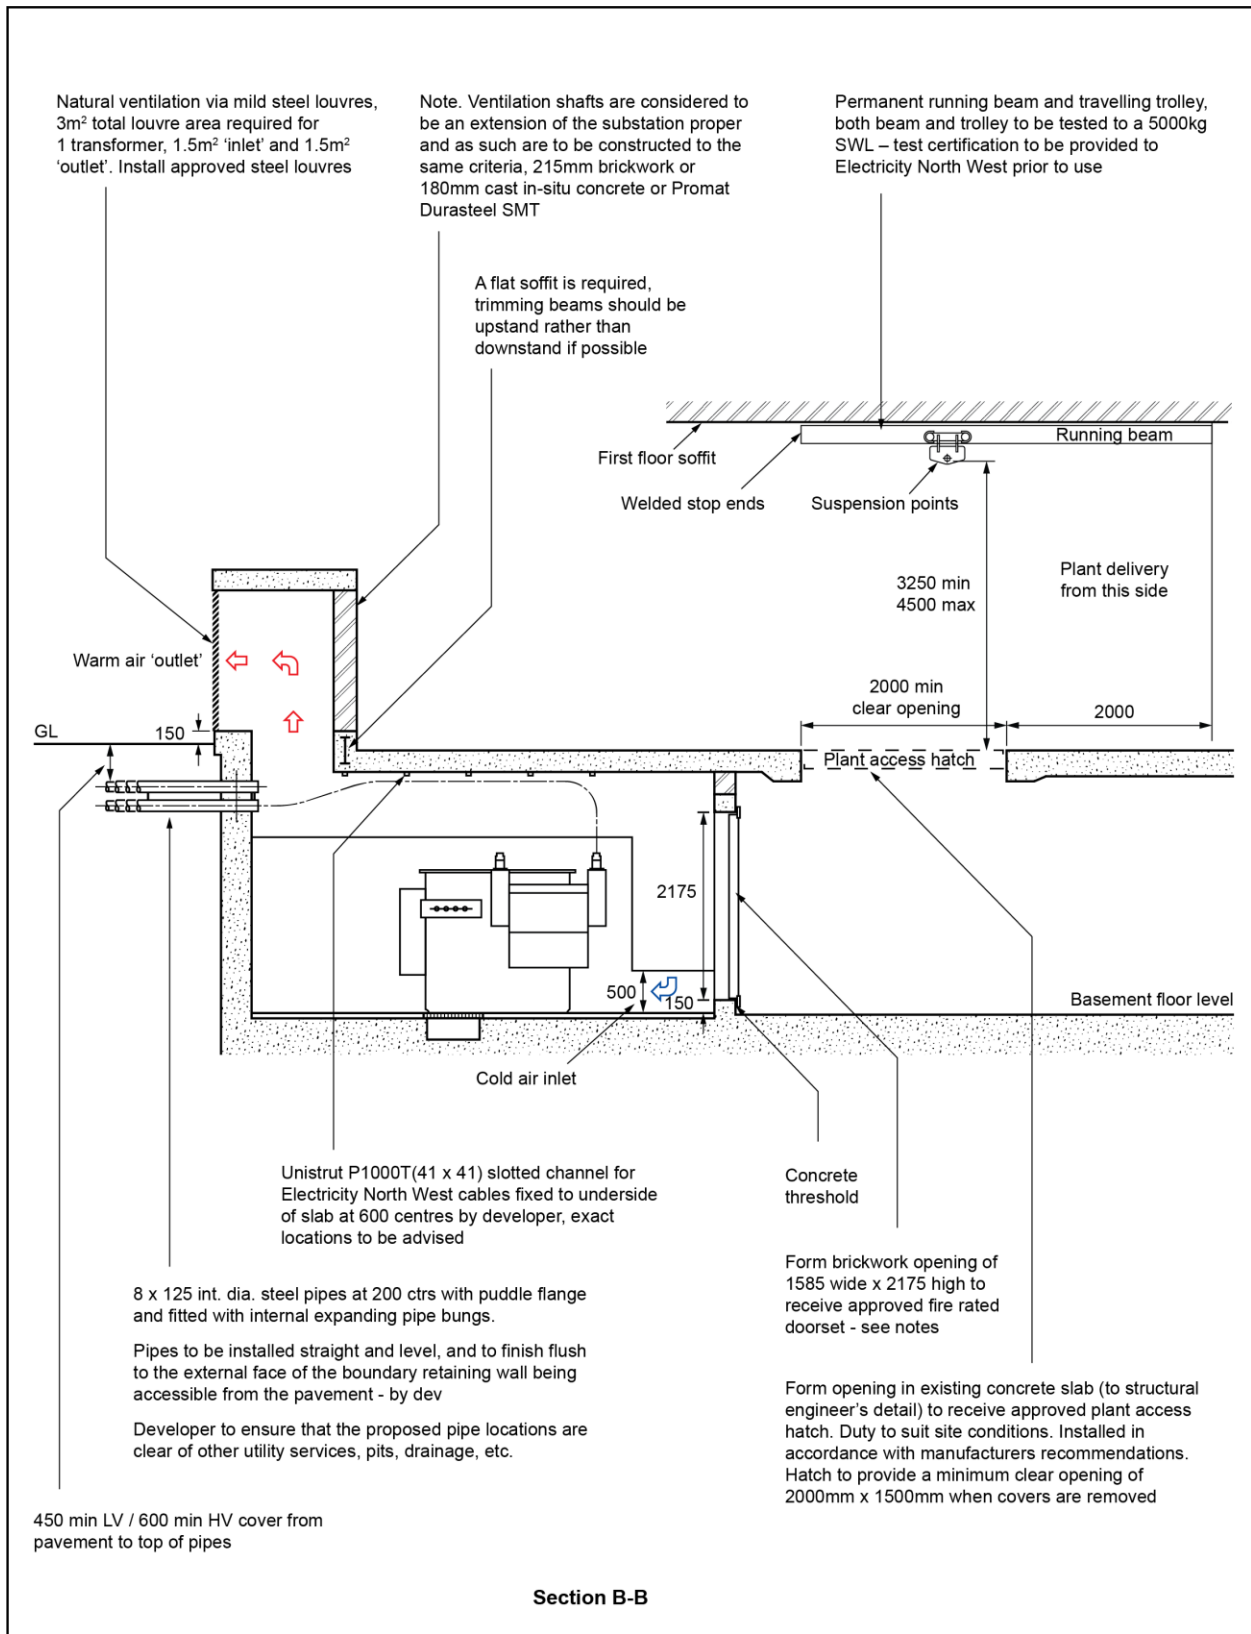 Natural ventilation via mild steel louvres,
3m² total louvre area required for
1 transformer, 1.5m² ‘inlet’ and 1.5m²
‘outlet’. Install approved steel louvres
Note. Ventilation shafts are considered to
be an extension of the substation proper
and as such are to be constructed to the
same criteria, 215mm brickwork or
180mm cast in-situ concrete or Promat
Durasteel SMT
Permanent running beam and travelling trolley,
both beam and trolley to be tested to a 5000kg
SWL – test certification to be provided to
Electricity North West prior to use
A flat soffit is required,
trimming beams should be
upstand rather than
downstand if possible
Running beam
First floor soffit
Welded stop ends
Suspension points
3250 min
4500 max
Plant delivery
from this side
Warm air ‘outlet’
2000 min
clear opening
2000
GL
150
Plant access hatch
2175
500
150
Basement floor level
Cold air inlet
Unistrut P1000T(41 x 41) slotted channel for
Electricity North West cables fixed to underside
of slab at 600 centres by developer, exact
locations to be advised
Concrete
threshold
8 x 125 int. dia. steel pipes at 200 ctrs with puddle flange
and fitted with internal expanding pipe bungs.
Pipes to be installed straight and level, and to finish flush
to the external face of the boundary retaining wall being
accessible from the pavement - by dev
Developer to ensure that the proposed pipe locations are
clear of other utility services, pits, drainage, etc.
Form brickwork opening of
1585 wide x 2175 high to
receive approved fire rated
doorset - see notes
Form opening in existing concrete slab (to structural
engineer’s detail) to receive approved plant access
hatch. Duty to suit site conditions. Installed in
accordance with manufacturers recommendations.
Hatch to provide a minimum clear opening of
2000mm x 1500mm when covers are removed
450 min LV / 600 min HV cover from
pavement to top of pipes
Section B-B